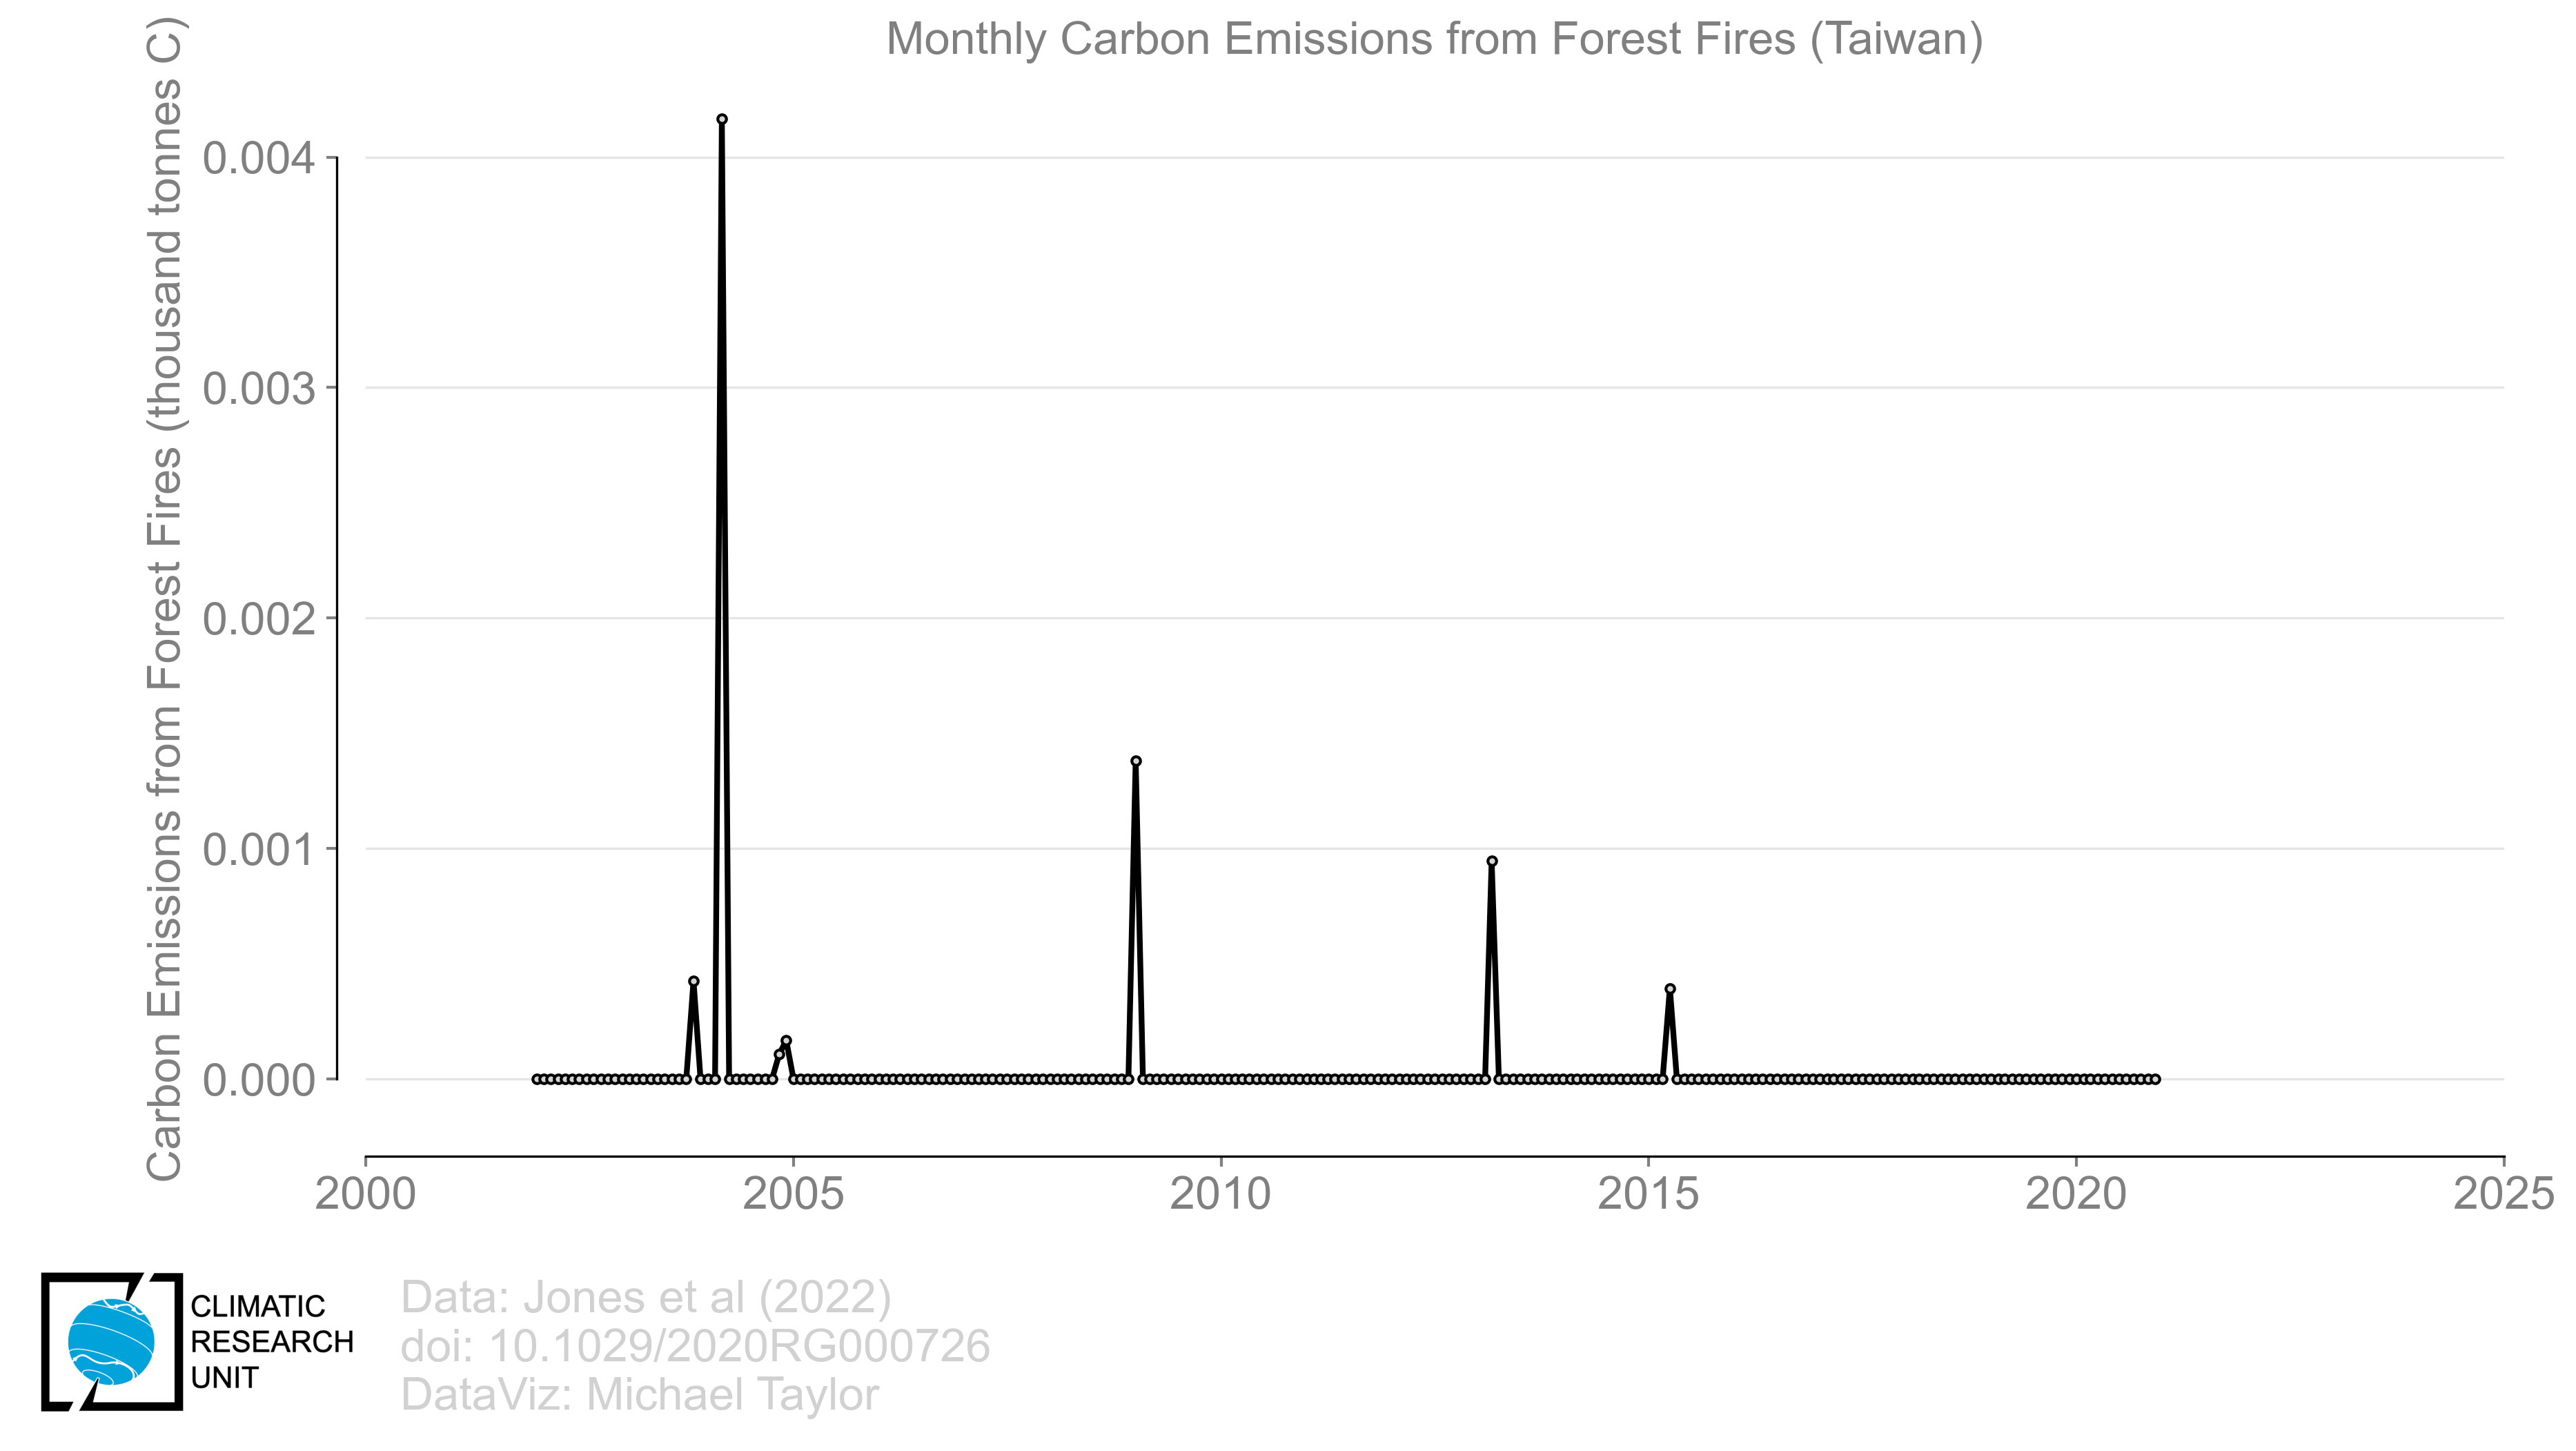 Monthly Carbon Emissions from Forest Fires (Taiwan)
Carbon Emissions from Forest Fires (thousand tonnes C)
0.004
0.003
0.002
0.001
0.000
2000
2005
2010
2015
2020
2025
CLIMATIC
RESEARCH
UNIT
Data: Jones et al (2022)
doi: 10.1029/2020RG000726
DataViz: Michael Taylor